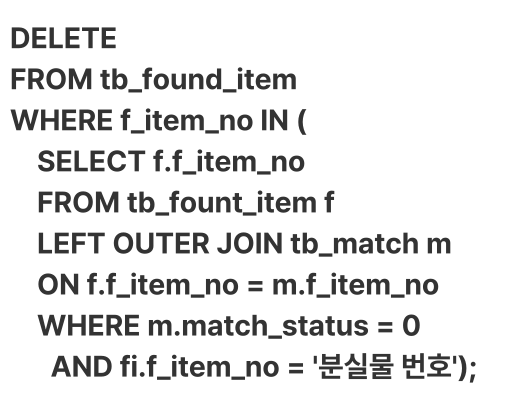 DELETE
FROM tb_found_item
WHERE f_item_no IN (
SELECT f.f_item_no
FROM tb_fount_item f
LEFT OUTER JOIN tb_match m
ON f.f_item_no = m.f_item_no
WHERE m.match_status = 0
AND fi.f_item_no = '분실물 번호');